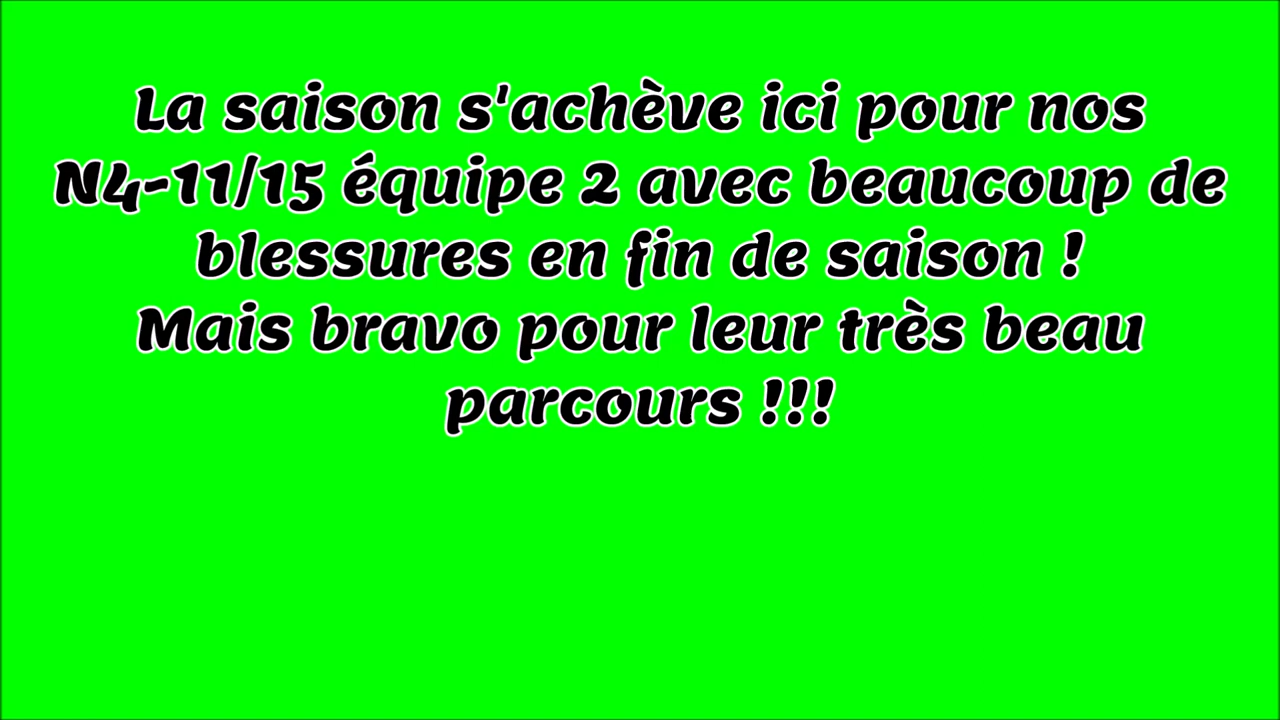 La saison s'achève ici pour nos
N4-11/15 équipe 2 avec beaucoup de
blessures en fin de saison !
Mais bravo pour leur très beau
parcours !!!